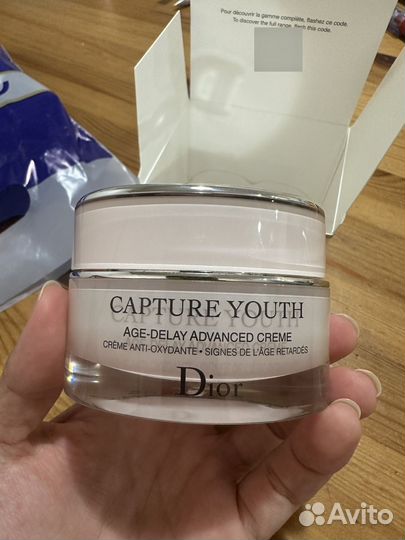 Pour découvrir la gamme complète, flashez ce code.
To discover the full range, flash this code.
CAPTURE YOUTH
AGE-DELAY ADVANCED CREME
CRÈME ANTI-OXYDANTE • SIGNES DE L'ÂGE RETARDÉS
Dior
Avito